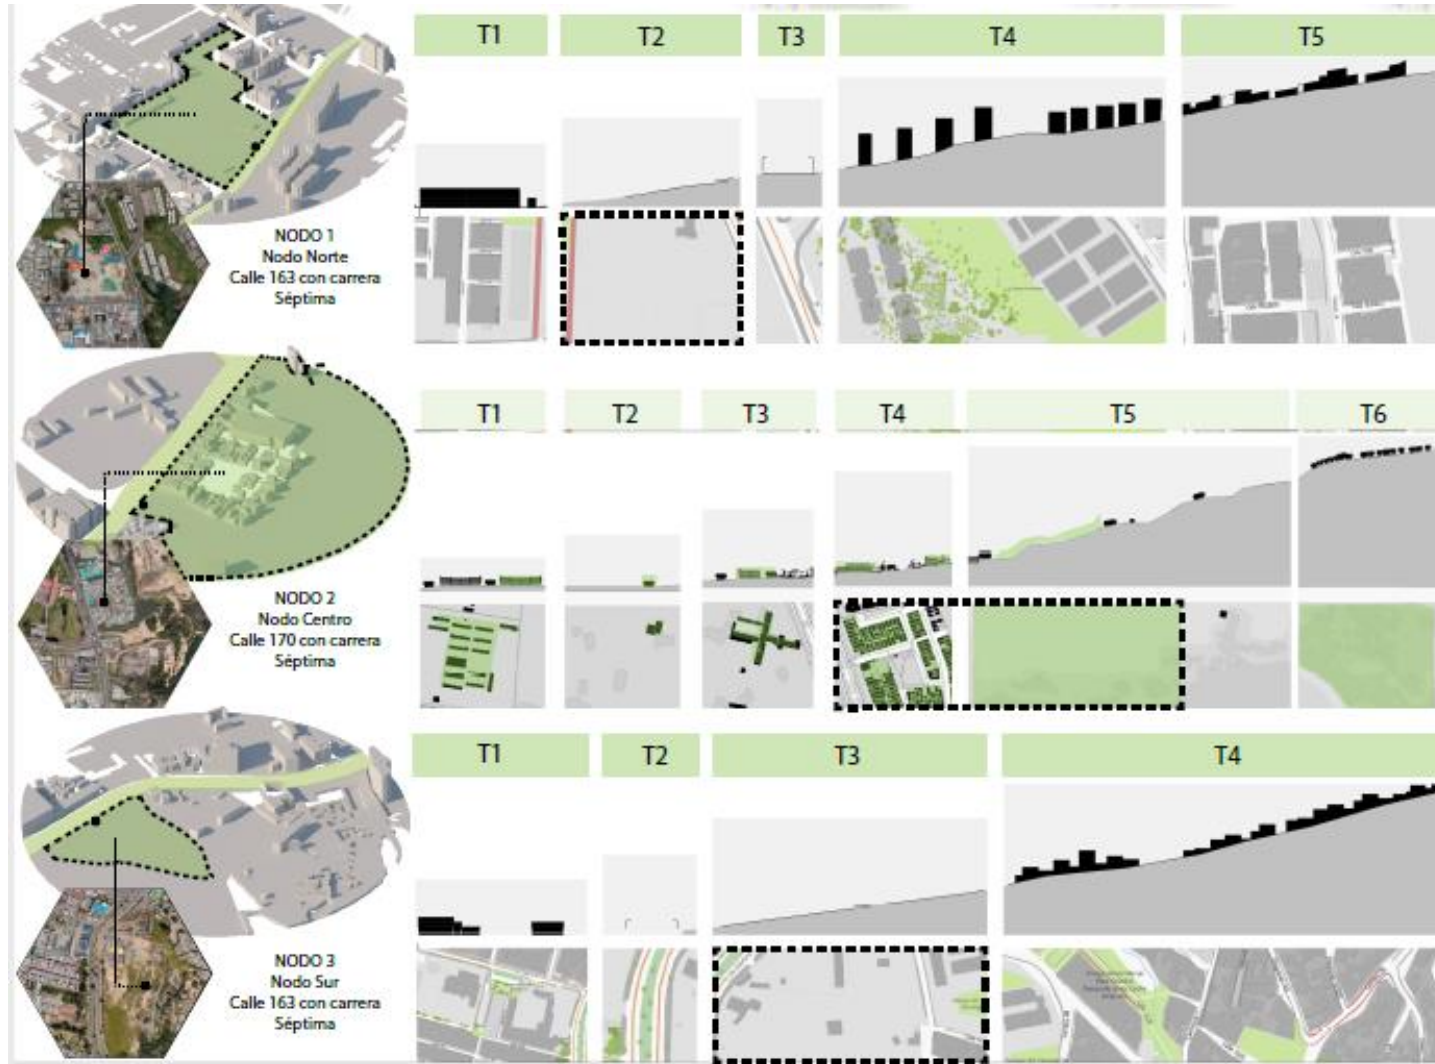 T1 T2 T3 T4 T5
NODO 1
Nodo Norte
Calle 163 con carrera
Séptima
T1 T2 T3 T4 T5 T6
NODO 2
Nodo Centro
Calle 170 con carrera
Séptima
T1 T2 T3 T4
NODO 3
Nodo Sur
Calle 163 con carrera
Séptima